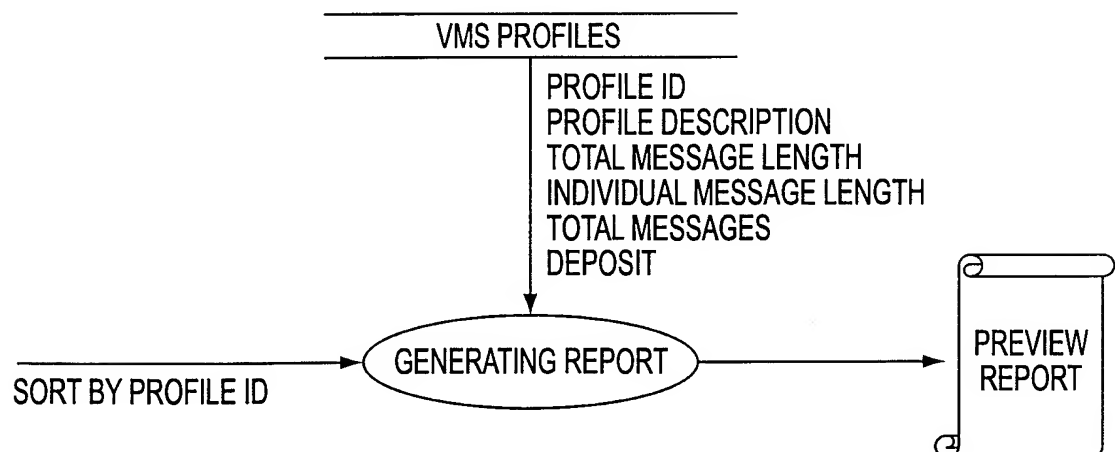 VMS PROFILES
PROFILE ID
PROFILE DESCRIPTION
TOTAL MESSAGE LENGTH
INDIVIDUAL MESSAGE LENGTH
TOTAL MESSAGES
DEPOSIT
GENERATING REPORT
SORT BY PROFILE ID
PREVIEW
REPORT